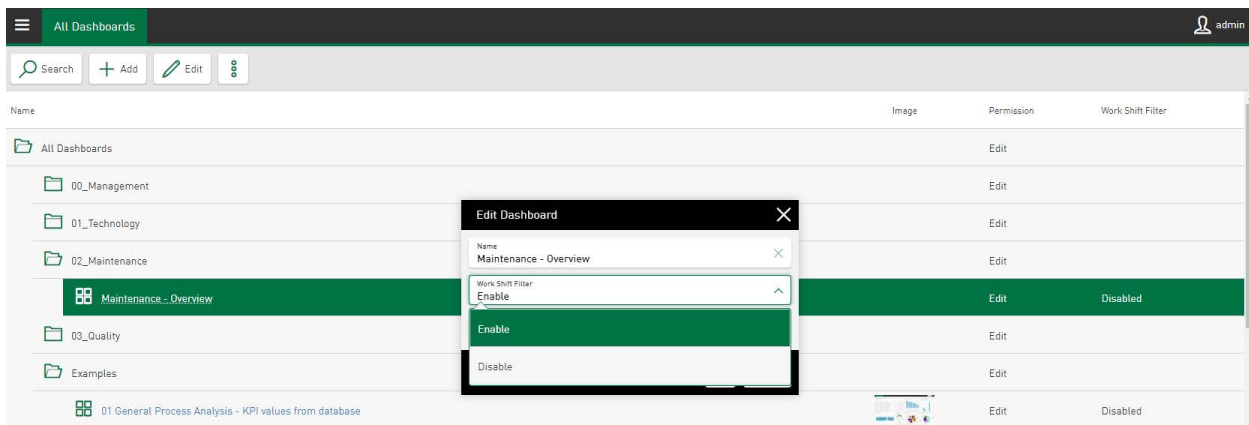 All Dashboards
admin
Search
Add
Edit
Name
Image
Permission
Work Shift Filter
All Dashboards
Edit
00_Management
Edit
01_Technology
Edit
02_Maintenance
Edit
Maintenance - Overview
Edit
Disabled
03_Quality
Edit
Examples
Edit
01 General Process Analysis - KPI values from database
Edit
Disabled
Edit Dashboard
Name
Maintenance - Overview
Work Shift Filter
Enable
Enable
Disable